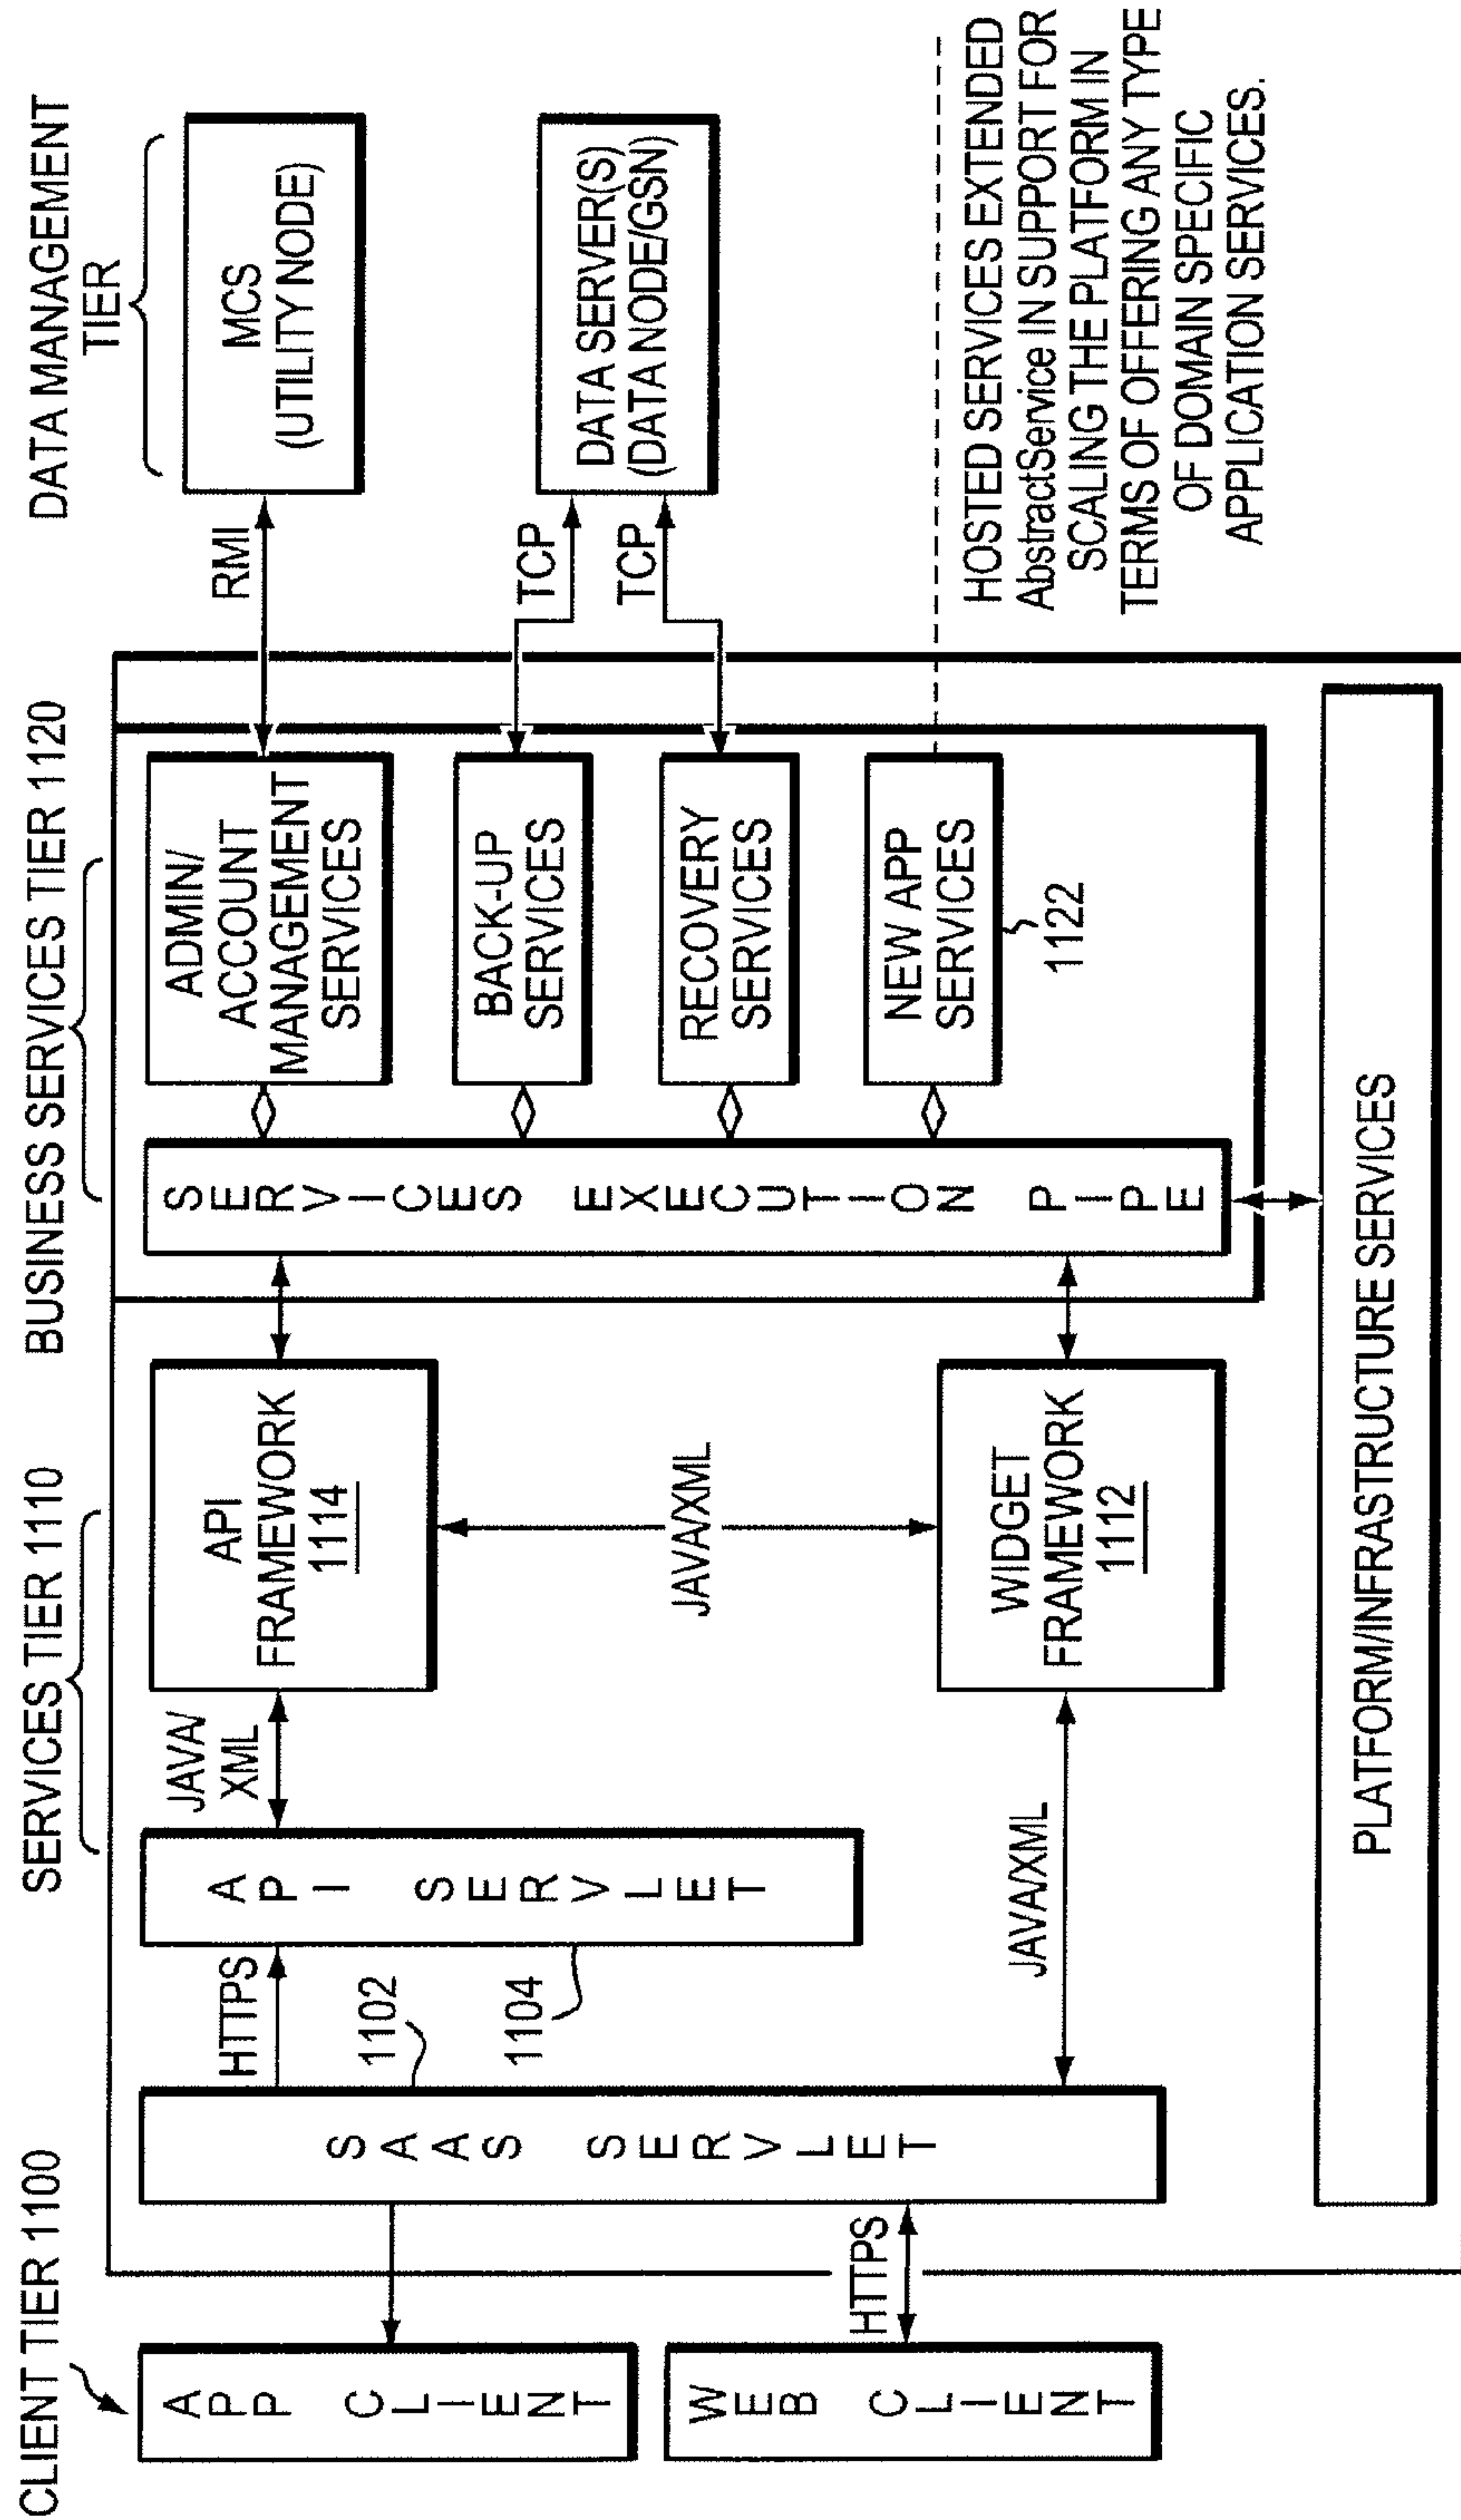 CLIENT TIER 1100
SERVICES TIER 1110
BUSINESS SERVICES TIER 1120
DATA MANAGEMENT
TIER
APP CLIENT
WEB CLIENT
HTTPS
SAAS SERVLET
HTTPS
1102
1104
API SERVLET
JAVA/
XML
JAVA/XML
API
FRAMEWORK
1114
JAVA/XML
WIDGET
FRAMEWORK
1112
SERVICES EXECUTION PIPE
ADMIN/
ACCOUNT
MANAGEMENT
SERVICES
BACK-UP
SERVICES
RECOVERY
SERVICES
NEW APP
SERVICES
1122
RMI
TCP
TCP
MCS
(UTILITY NODE)
DATA SERVER(S)
(DATA NODE/GSN)
HOSTED SERVICES EXTENDED
AbstractService IN SUPPORT FOR
SCALING THE PLATFORM IN
TERMS OF OFFERING ANY TYPE
OF DOMAIN SPECIFIC
APPLICATION SERVICES.
PLATFORM/INFRASTRUCTURE SERVICES